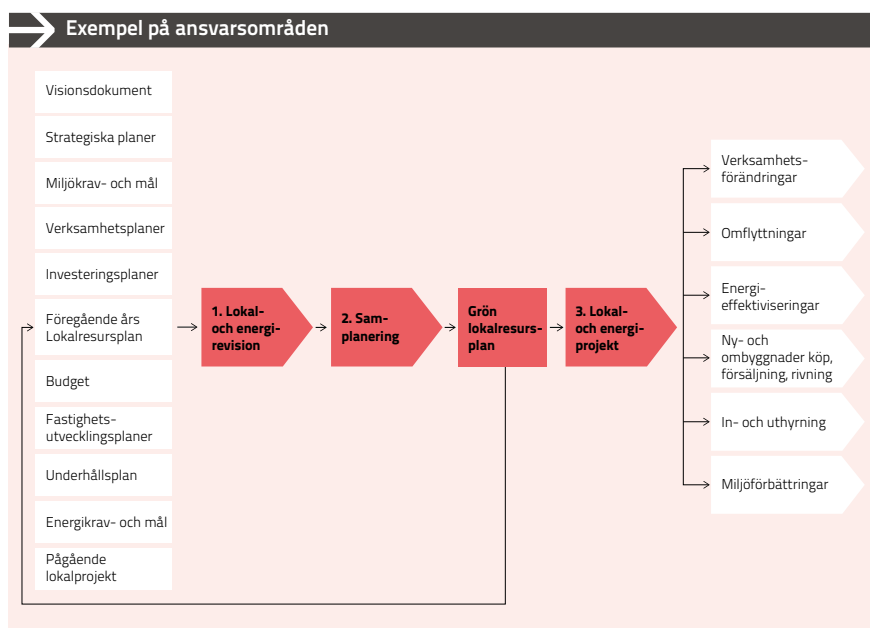 Exempel på ansvarsområden
Visionsdokument
Strategiska planer
Miljökrav- och mål
Verksamhetsplaner
Investeringsplaner
Föregående års
Lokalresursplan
Budget
Fastighets-
utvecklingsplaner
Underhållsplan
Energikrav- och mål
Pågående
lokalprojekt
1. Lokal-
och energi-
revision
2. Sam-
planering
Grön
lokalresurs-
plan
3. Lokal-
och energi-
projekt
Verksamhets-
förändringar
Omflyttningar
Energi-
effektiviseringar
Ny- och
ombyggnader köp,
försäljning, rivning
In- och uthyrning
Miljöförbättringar